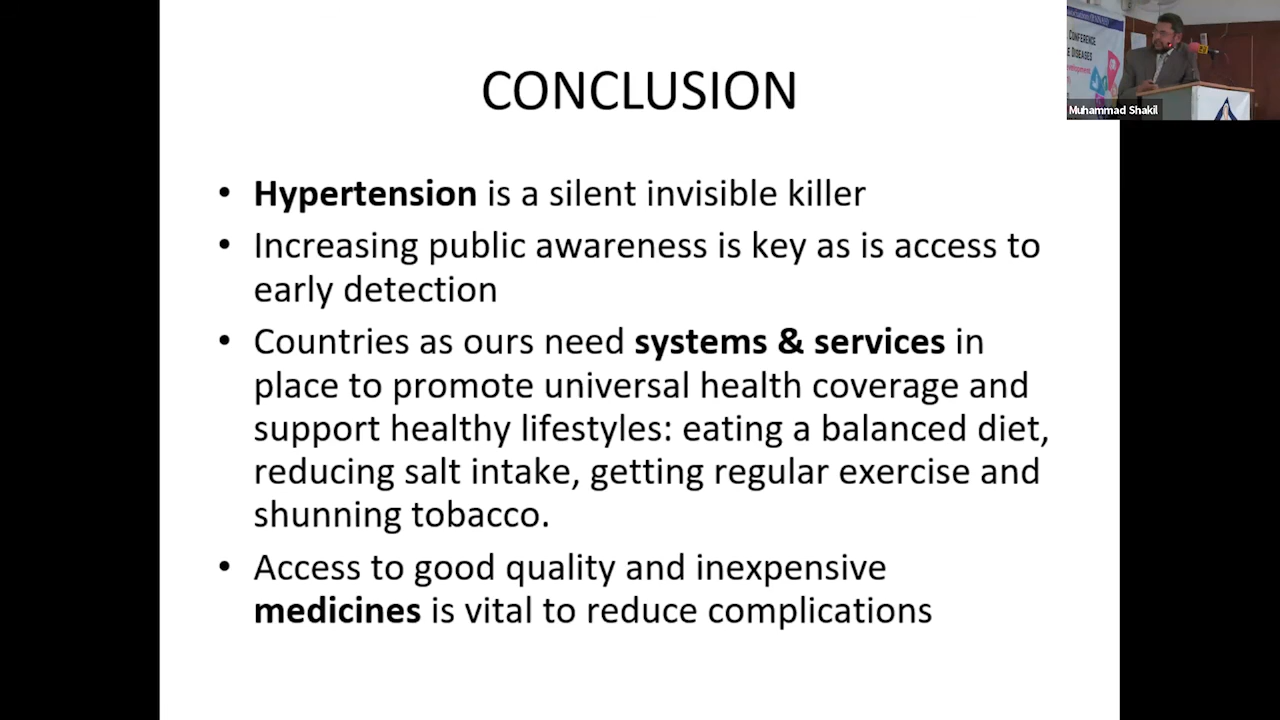 CONCLUSION
• Hypertension is a silent invisible killer
• Increasing public awareness is key as is access to
early detection
• Countries as ours need systems & services in
place to promote universal health coverage and
support healthy lifestyles: eating a balanced diet,
reducing salt intake, getting regular exercise and
shunning tobacco.
• Access to good quality and inexpensive
medicines is vital to reduce complications
CONFERENCE
DISEASES
Muhammad Shakil